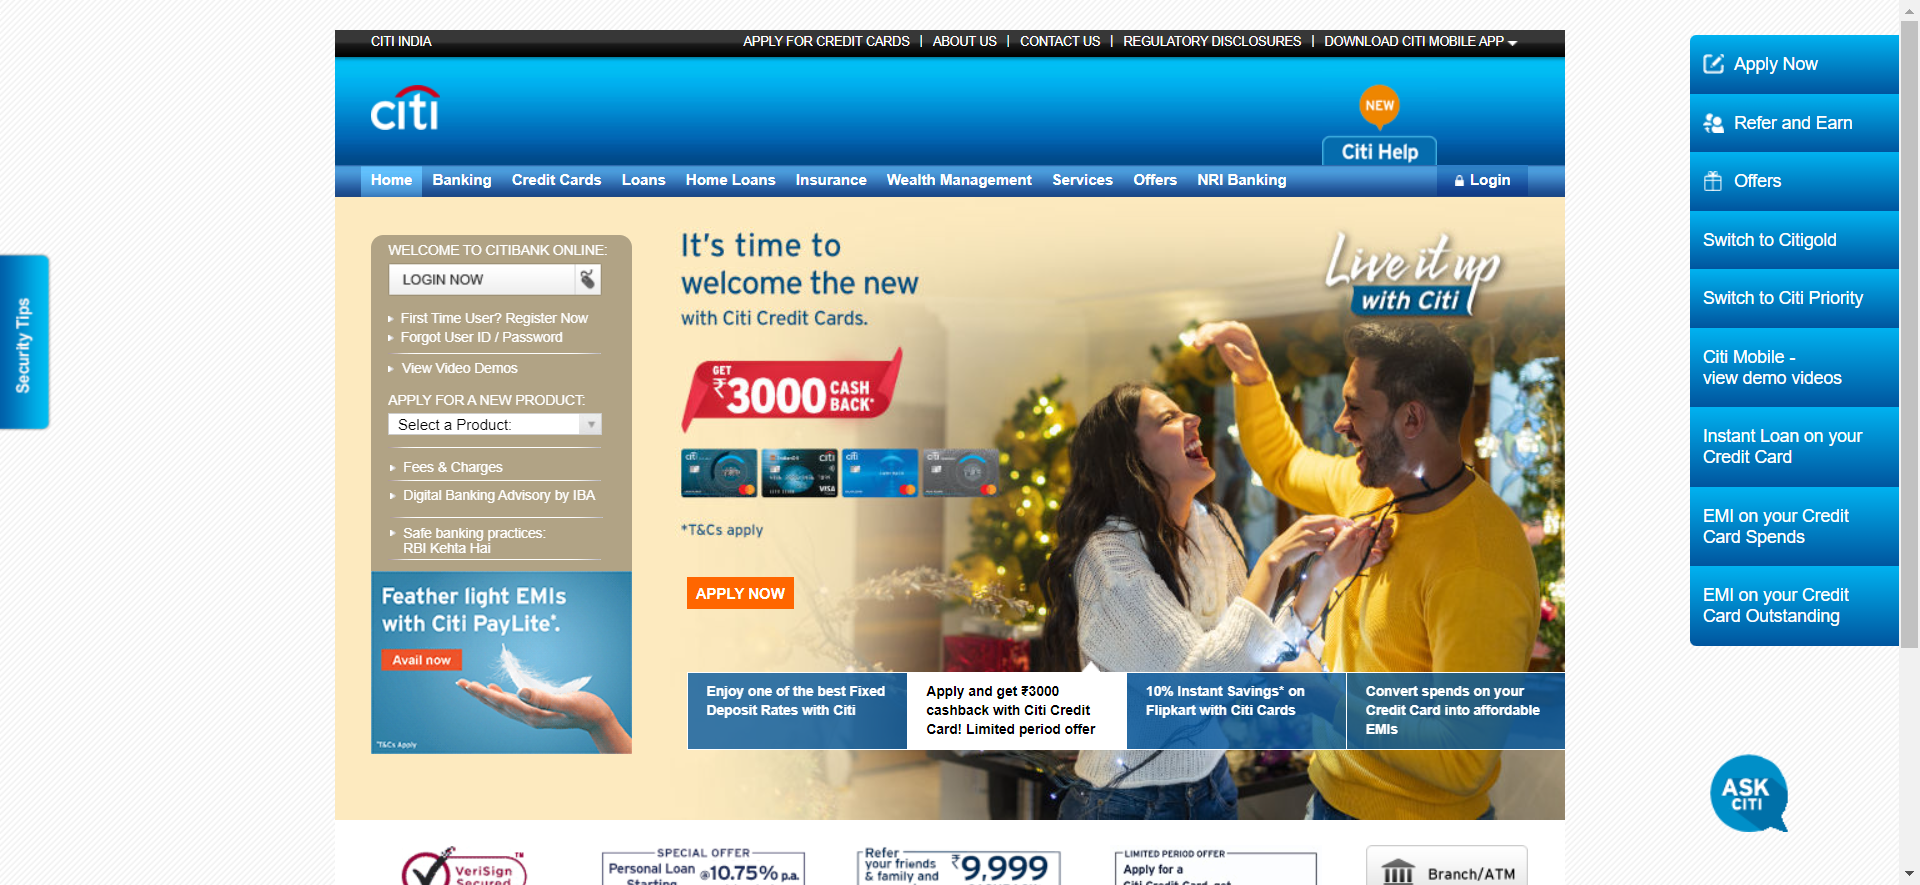 CITI INDIA
APPLY FOR CREDIT CARDS | ABOUT US | CONTACT US | REGULATORY DISCLOSURES | DOWNLOAD CITI MOBILE APP
citi
NEW
Citi Help
Home Banking Credit Cards Loans Home Loans Insurance Wealth Management Services Offers NRI Banking Login
Security Tips
WELCOME TO CITIBANK ONLINE:
LOGIN NOW
First Time User? Register Now
Forgot User ID / Password
View Video Demos
APPLY FOR A NEW PRODUCT:
Select a Product:
Fees & Charges
Digital Banking Advisory by IBA
Safe banking practices:
RBI Kehta Hai
Feather light EMIs
with Citi PayLite*.
Avail now
*T&Cs Apply
It's time to
welcome the new
with Citi Credit Cards.
GET
₹3000 CASH
BACK*
citi
citi
VISA
citi
citi
*T&Cs apply
APPLY NOW
Live it up
with Citi
Enjoy one of the best Fixed
Deposit Rates with Citi
Apply and get ₹3000
cashback with Citi Credit
Card! Limited period offer
10% Instant Savings* on
Flipkart with Citi Cards
Convert spends on your
Credit Card into affordable
EMIs
Apply Now
Refer and Earn
Offers
Switch to Citigold
Switch to Citi Priority
Citi Mobile -
view demo videos
Instant Loan on your
Credit Card
EMI on your Credit
Card Spends
EMI on your Credit
Card Outstanding
ASK
CITI
VeriSign™
Secured
SPECIAL OFFER
Personal Loan @10.75% p.a.
Starting
Refer
your friends
& family and
₹9,999
LIMITED PERIOD OFFER
Apply for a
Citi Credit Card, get
Branch/ATM